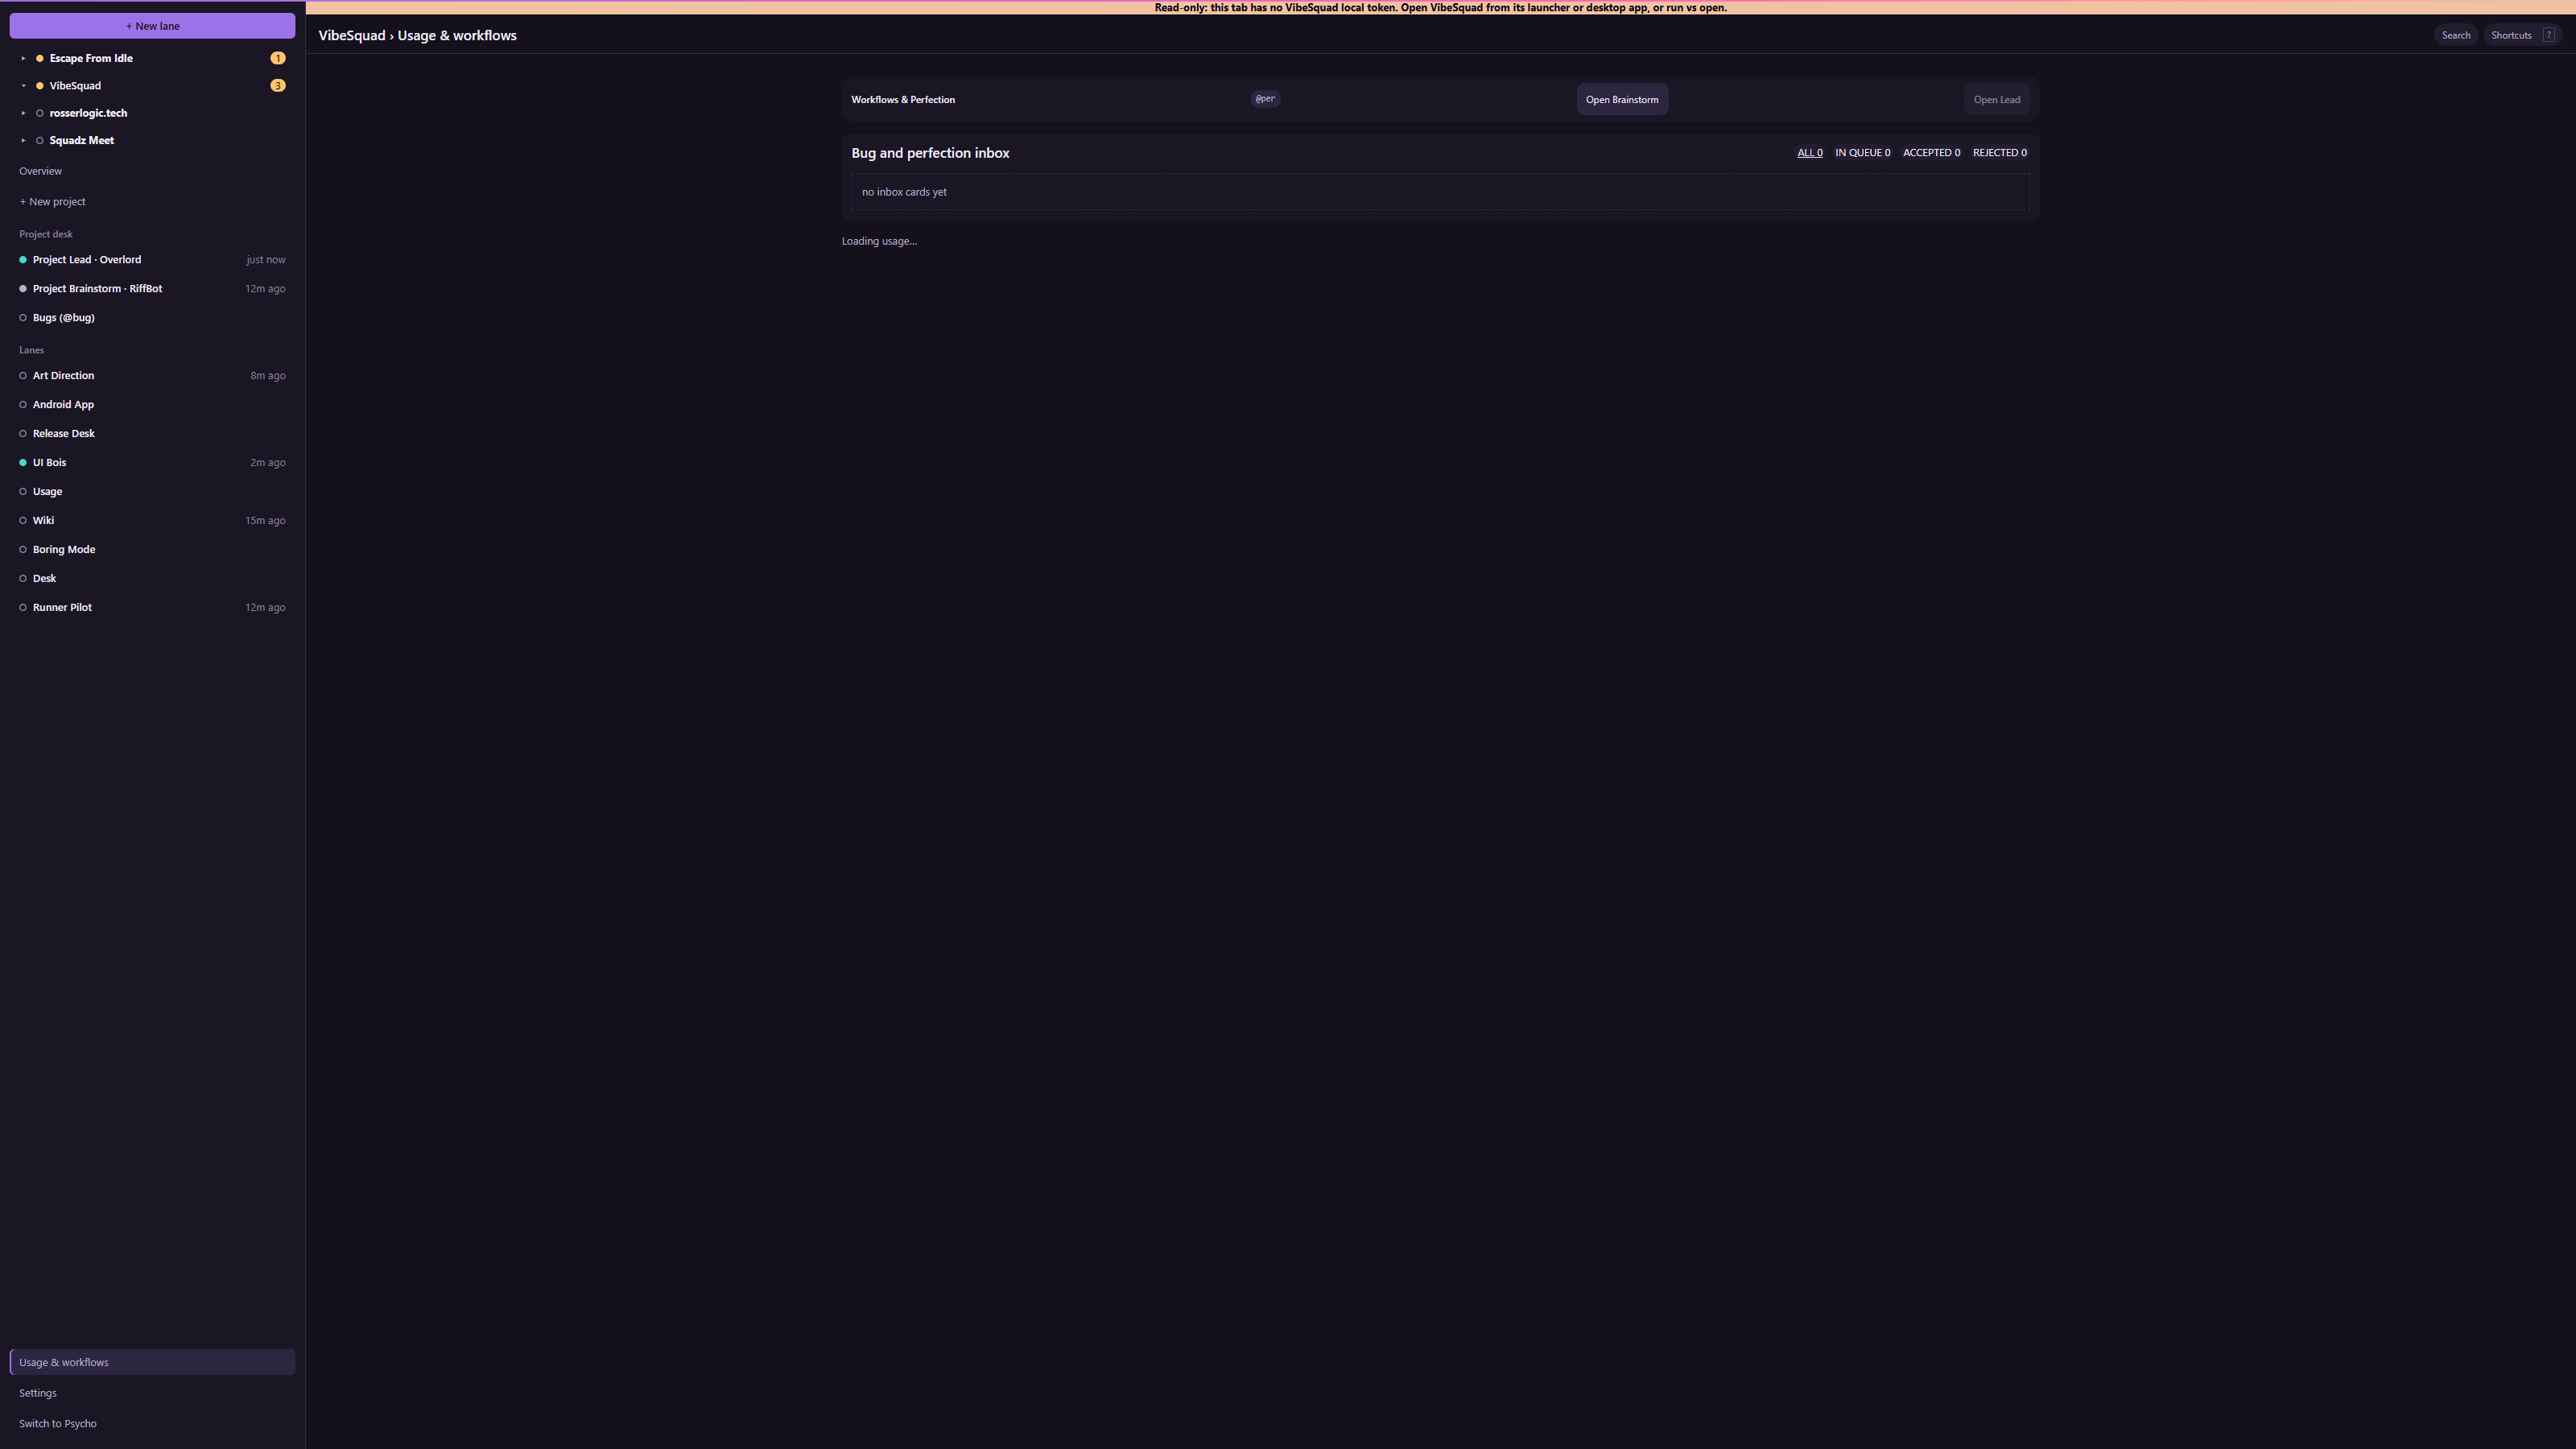 Read-only: this tab has no VibeSquad local token. Open VibeSquad from its launcher or desktop app, or run vs open.
+ New lane
Escape From Idle 1
VibeSquad 3
rosserlogic.tech
Squadz Meet
Overview
+ New project
Project desk
Project Lead · Overlord just now
Project Brainstorm · RiffBot 12m ago
Bugs (@bug)
Lanes
Art Direction 8m ago
Android App
Release Desk
UI Bois 2m ago
Usage
Wiki 15m ago
Boring Mode
Desk
Runner Pilot 12m ago
Usage & workflows
Settings
Switch to Psycho
VibeSquad › Usage & workflows
Search Shortcuts ?
Workflows & Perfection @per Open Brainstorm Open Lead
Bug and perfection inbox ALL 0 IN QUEUE 0 ACCEPTED 0 REJECTED 0
no inbox cards yet
Loading usage...